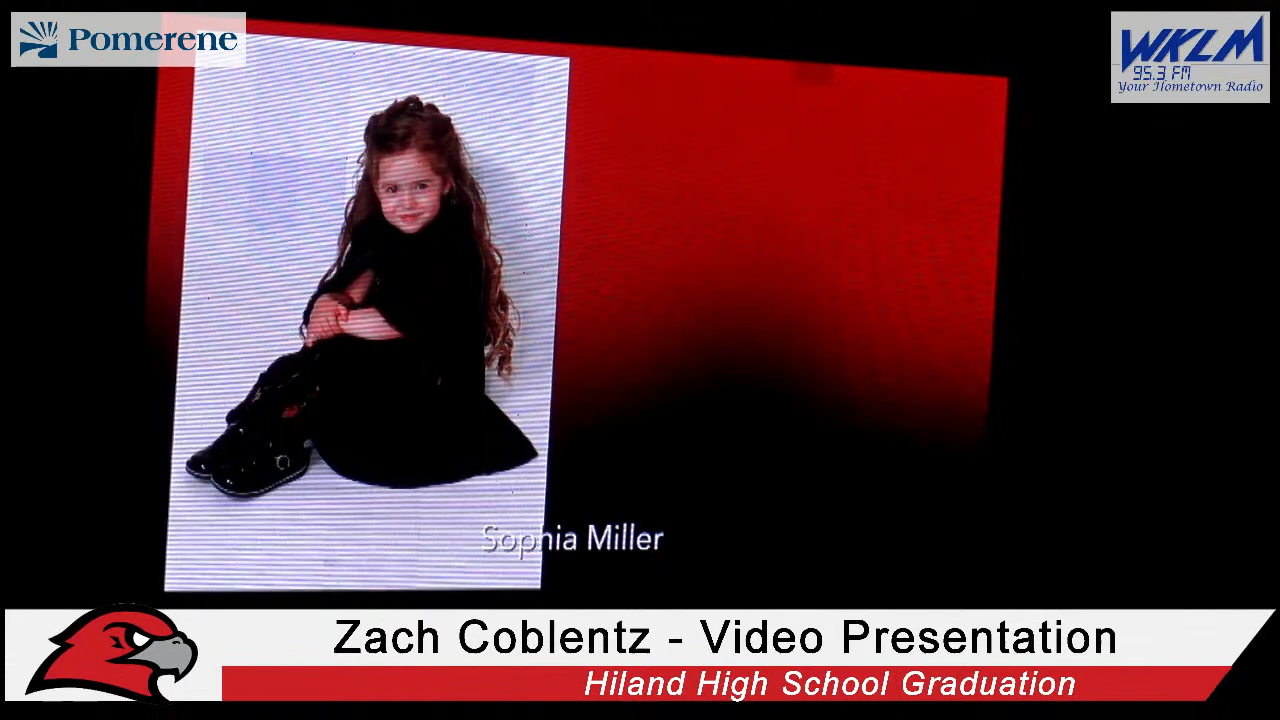 Pomerene
WKLM
95.3 FM
Your Hometown Radio
Sophia Miller
Zach Coblentz - Video Presentation
Hiland High School Graduation